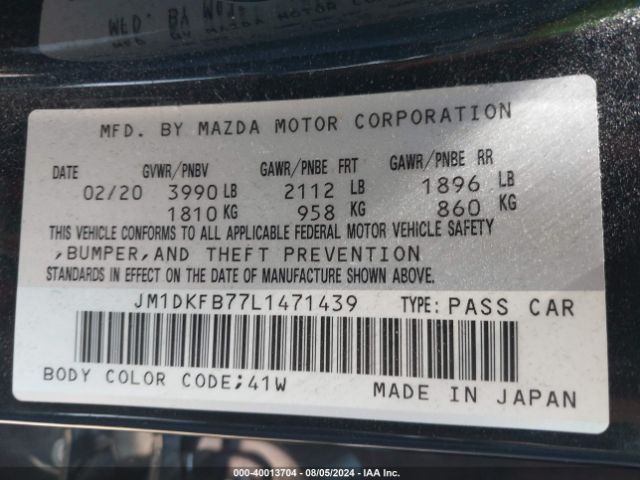 MFD. BY MAZDA MOTOR CORPORATION
DATE GVWR/PNBV GAWR/PNBE FRT GAWR/PNBE RR
02/20 3990 LB 2112 LB 1896 LB
1810 KG 958 KG 860 KG
THIS VEHICLE CONFORMS TO ALL APPLICABLE FEDERAL MOTOR VEHICLE SAFETY
,BUMPER,AND THEFT PREVENTION
STANDARDS IN EFFECT ON THE DATE OF MANUFACTURE SHOWN ABOVE.
JM1DKFB77L1471439 TYPE: PASS CAR
BODY COLOR CODE;41W MADE IN JAPAN
000-40013704 - 08/05/2024 - IAA Inc.